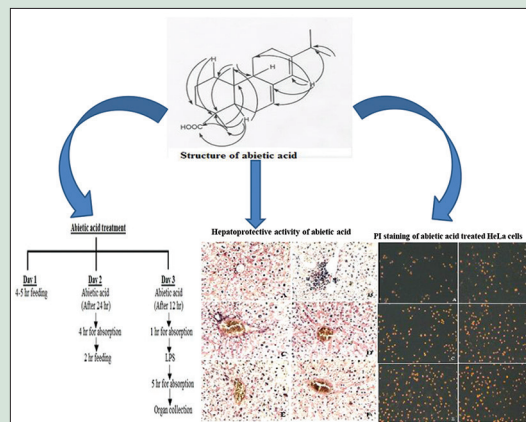 H
H
H
H
HOOC
Structure of abietic acid
Abietic acid treatment
Day 1
4-5 hr feeding
Day 2
Abietic acid
(After 24 hr)
4 hr for absorption
2 hr feeding
Day 3
Abietic acid
(After 12 hr)
1 hr for absorption
LPS
5 hr for absorption
Organ collection
Hepatoprotective activity of abietic acid
A
C
E
PI staining of abietic acid treated HeLa cells